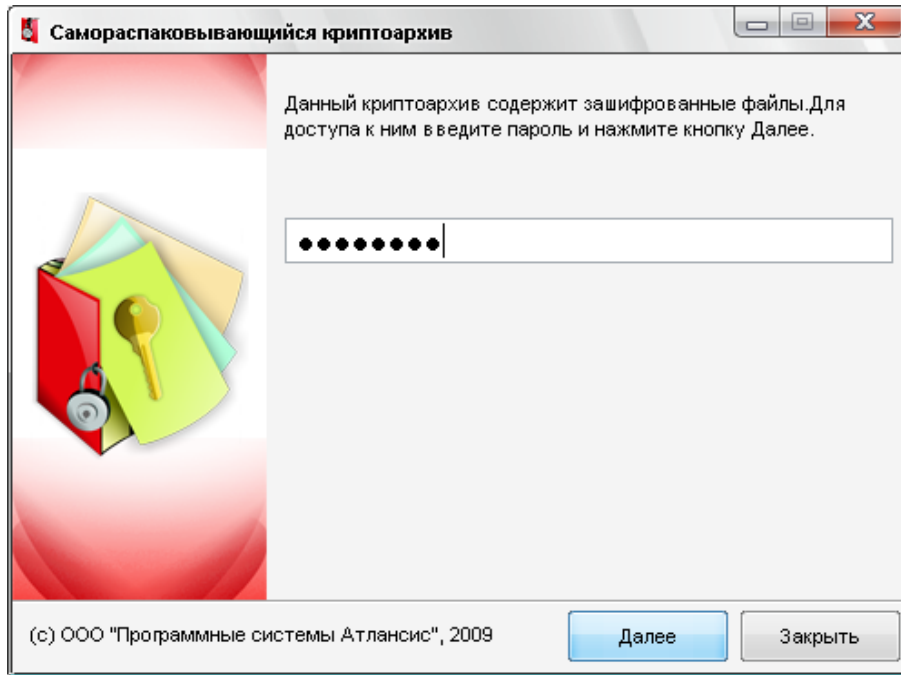 Самораспаковывающийся криптоархив
Данный криптоархив содержит зашифрованные файлы.Для
доступа к ним введите пароль и нажмите кнопку Далее.
(c) ООО "Программные системы Атлансис", 2009
Далее
Закрыть